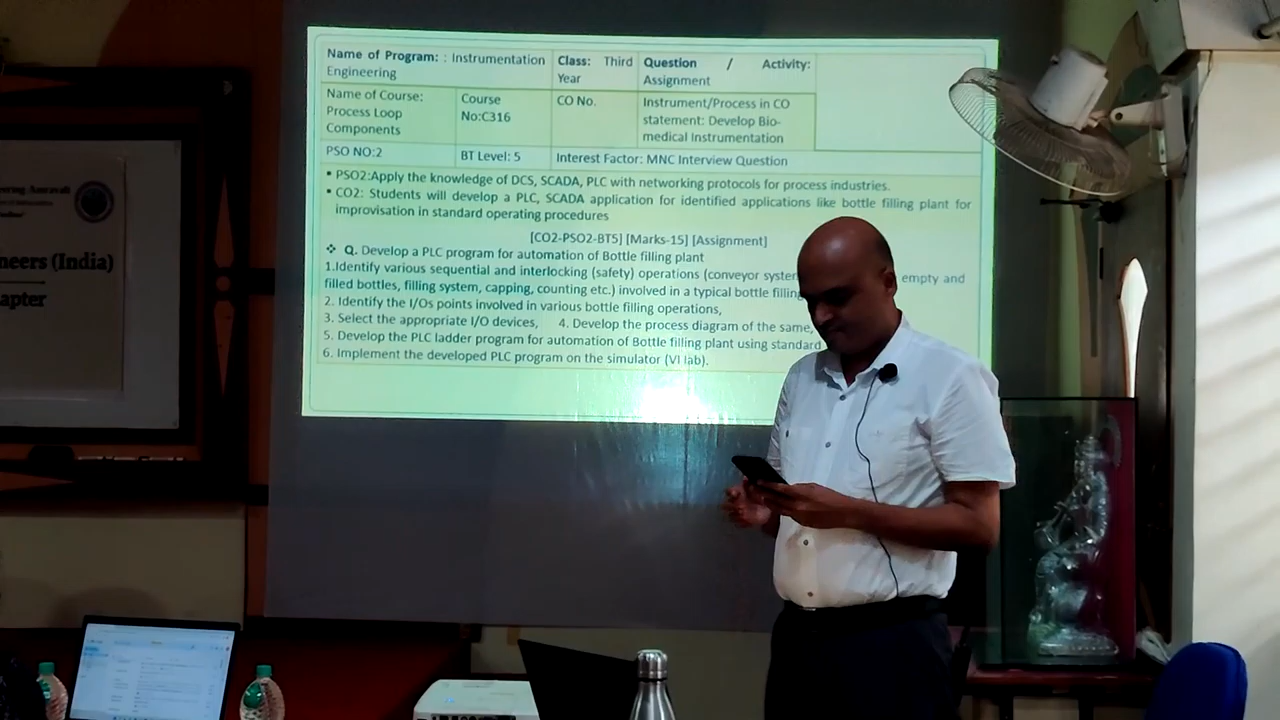 eering Amravati
neers (India)
apter
Name of Program: : Instrumentation
Engineering
Class: Third
Year
Question / Activity:
Assignment
Name of Course:
Process Loop
Components
Course
No:C316
CO No.
Instrument/Process in CO
statement: Develop Bio-
medical Instrumentation
PSO NO:2
BT Level: 5
Interest Factor: MNC Interview Question
• PSO2:Apply the knowledge of DCS, SCADA, PLC with networking protocols for process industries.
• CO2: Students will develop a PLC, SCADA application for identified applications like bottle filling plant for
improvisation in standard operating procedures
[CO2-PSO2-BT5] [Marks-15] [Assignment]
❖ Q. Develop a PLC program for automation of Bottle filling plant
1.Identify various sequential and interlocking (safety) operations (conveyor syste empty and
filled bottles, filling system, capping, counting etc.) involved in a typical bottle filling
2. Identify the I/Os points involved in various bottle filling operations,
3. Select the appropriate I/O devices, 4. Develop the process diagram of the same,
5. Develop the PLC ladder program for automation of Bottle filling plant using standard
6. Implement the developed PLC program on the simulator (VI lab).